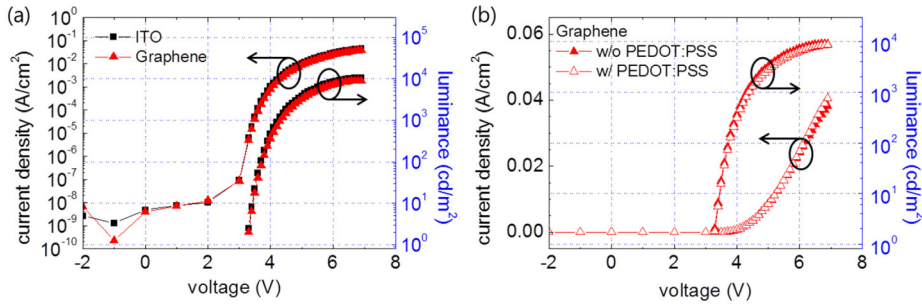 (a)
current density (A/cm²)
10⁰
10⁻¹
10⁻²
10⁻³
10⁻⁴
10⁻⁵
10⁻⁶
10⁻⁷
10⁻⁸
10⁻⁹
10⁻¹⁰
ITO
Graphene
10⁵
10⁴
10³
10²
10¹
10⁰
luminance (cd/m²)
-2 0 2 4 6 8
voltage (V)
(b)
current density (A/cm²)
0.06
0.04
0.02
0.00
Graphene
w/o PEDOT:PSS
w/ PEDOT:PSS
10⁴
10³
10²
10¹
10⁰
luminance (cd/m²)
-2 0 2 4 6 8
voltage (V)